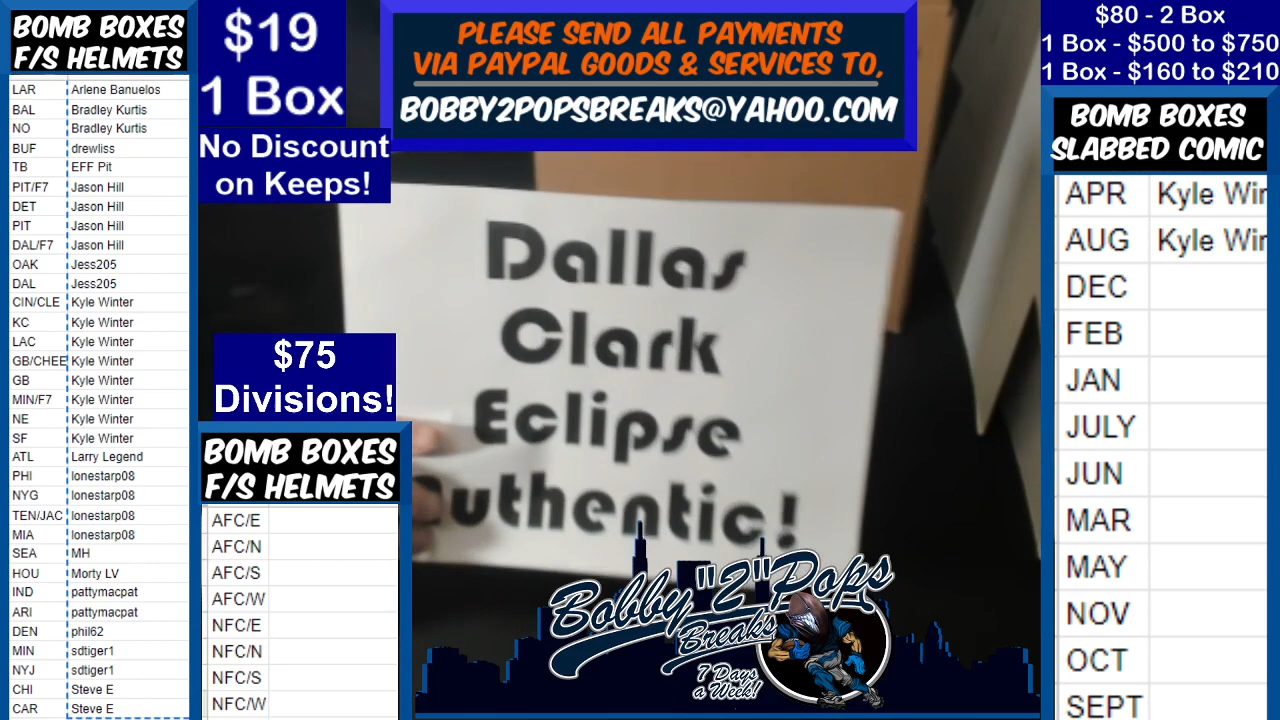 BOMB BOXES
F/S HELMETS
LAR Arlene Banuelos
BAL Bradley Kurtis
NO Bradley Kurtis
BUF drewliss
TB EFF Pit
PIT/F7 Jason Hill
DET Jason Hill
PIT Jason Hill
DAL/F7 Jason Hill
OAK Jess205
DAL Jess205
CIN/CLE Kyle Winter
KC Kyle Winter
LAC Kyle Winter
GB/CHEE Kyle Winter
GB Kyle Winter
MIN/F7 Kyle Winter
NE Kyle Winter
SF Kyle Winter
ATL Larry Legend
PHI lonestarp08
NYG lonestarp08
TEN/JAC lonestarp08
MIA lonestarp08
SEA MH
HOU Morty LV
IND pattymacpat
ARI pattymacpat
DEN phil62
MIN sdtiger1
NYJ sdtiger1
CHI Steve E
CAR Steve E
$19
1 Box
No Discount
on Keeps!
$75
Divisions!
BOMB BOXES
F/S HELMETS
AFC/E
AFC/N
AFC/S
AFC/W
NFC/E
NFC/N
NFC/S
NFC/W
PLEASE SEND ALL PAYMENTS
VIA PAYPAL GOODS & SERVICES TO,
BOBBY2POPSBREAKS@YAHOO.COM
Dallas
Clark
Eclipse
Authentic!
Bobby "2" Pops
Breaks
7 Days
a Week!
$80 - 2 Box
1 Box - $500 to $750
1 Box - $160 to $210
BOMB BOXES
SLABBED COMIC
APR Kyle Wir
AUG Kyle Wir
DEC
FEB
JAN
JULY
JUN
MAR
MAY
NOV
OCT
SEPT